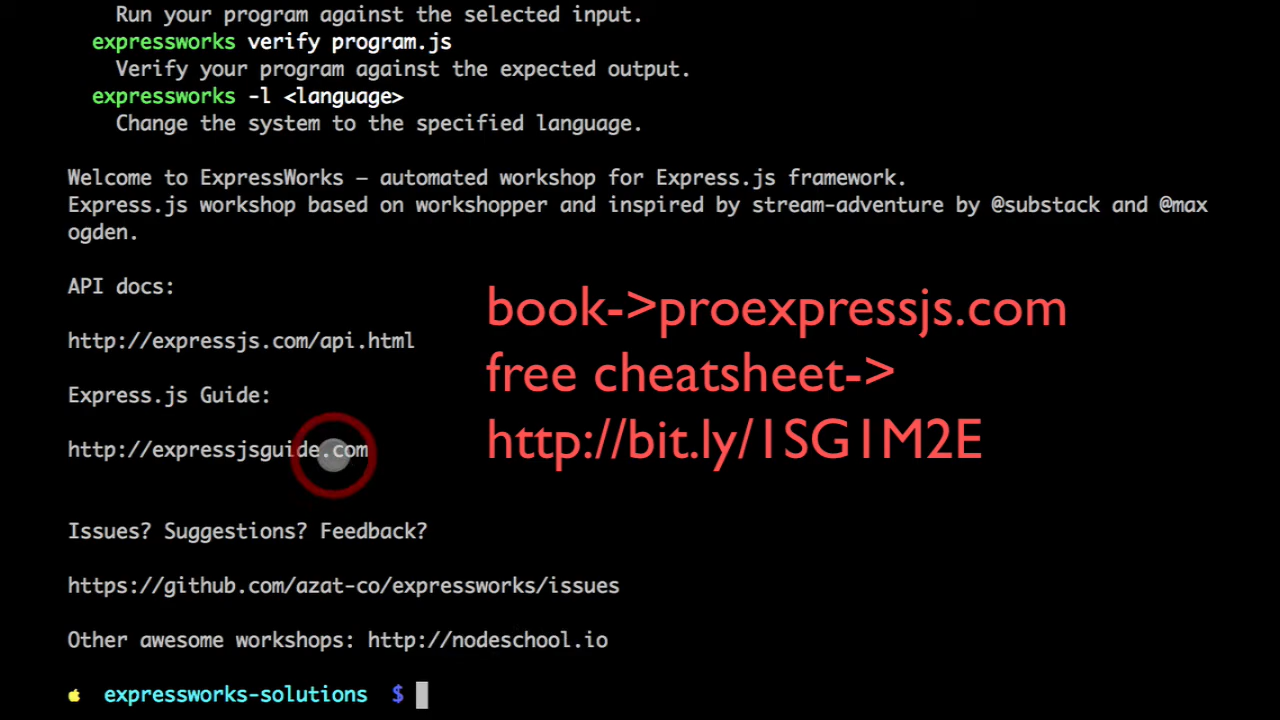 Run your program against the selected input.
expressworks verify program.js
Verify your program against the expected output.
expressworks -l <language>
Change the system to the specified language.
Welcome to ExpressWorks – automated workshop for Express.js framework.
Express.js workshop based on workshopper and inspired by stream-adventure by @substack and @max
ogden.
API docs:
http://expressjs.com/api.html
Express.js Guide:
http://expressjsguide.com
book->proexpressjs.com
free cheatsheet->
http://bit.ly/1SG1M2E
Issues? Suggestions? Feedback?
https://github.com/azat-co/expressworks/issues
Other awesome workshops: http://nodeschool.io
expressworks-solutions $